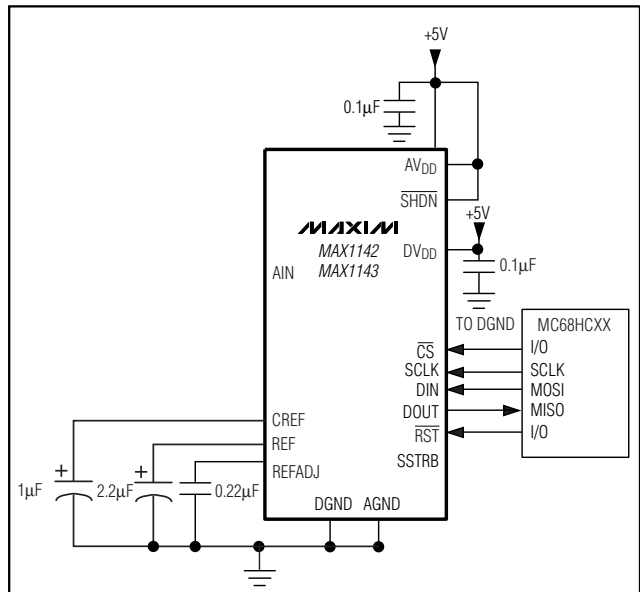 +5V
0.1µF
AVDD
SHDN
+5V
MAXIM
MAX1142
DVDD
MAX1143
0.1µF
AIN
TO DGND
MC68HCXX
CS
I/O
SCLK
SCLK
DIN
MOSI
DOUT
MISO
CREF
RST
I/O
REF
SSTRB
REFADJ
+
+
1µF
2.2µF
0.22µF
DGND
AGND